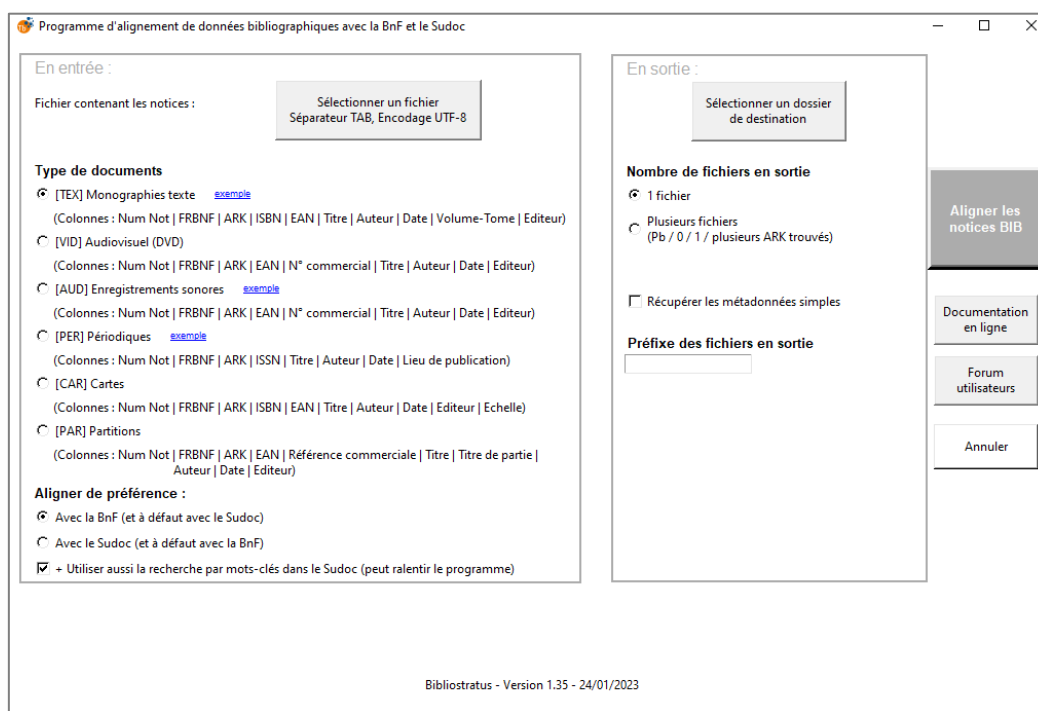 Programme d'alignement de données bibliographiques avec la BnF et le Sudoc
En entrée :
Fichier contenant les notices :
Sélectionner un fichier
Séparateur TAB, Encodage UTF-8
Type de documents
[TEX] Monographies texte exemple
(Colonnes : Num Not | FRBNF | ARK | ISBN | EAN | Titre | Auteur | Date | Volume-Tome | Editeur)
[VID] Audiovisuel (DVD)
(Colonnes : Num Not | FRBNF | ARK | EAN | N° commercial | Titre | Auteur | Date | Editeur)
[AUD] Enregistrements sonores exemple
(Colonnes : Num Not | FRBNF | ARK | EAN | N° commercial | Titre | Auteur | Date | Editeur)
[PER] Périodiques exemple
(Colonnes : Num Not | FRBNF | ARK | ISSN | Titre | Auteur | Date | Lieu de publication)
[CAR] Cartes
(Colonnes : Num Not | FRBNF | ARK | ISBN | EAN | Titre | Auteur | Date | Editeur | Echelle)
[PAR] Partitions
(Colonnes : Num Not | FRBNF | ARK | EAN | Référence commerciale | Titre | Titre de partie |
Auteur | Date | Editeur)
Aligner de préférence :
Avec la BnF (et à défaut avec le Sudoc)
Avec le Sudoc (et à défaut avec la BnF)
+ Utiliser aussi la recherche par mots-clés dans le Sudoc (peut ralentir le programme)
En sortie :
Sélectionner un dossier
de destination
Nombre de fichiers en sortie
1 fichier
Plusieurs fichiers
(Pb / 0 / 1 / plusieurs ARK trouvés)
Récupérer les métadonnées simples
Préfixe des fichiers en sortie
Aligner les
notices BIB
Documentation
en ligne
Forum
utilisateurs
Annuler
Bibliostratus - Version 1.35 - 24/01/2023